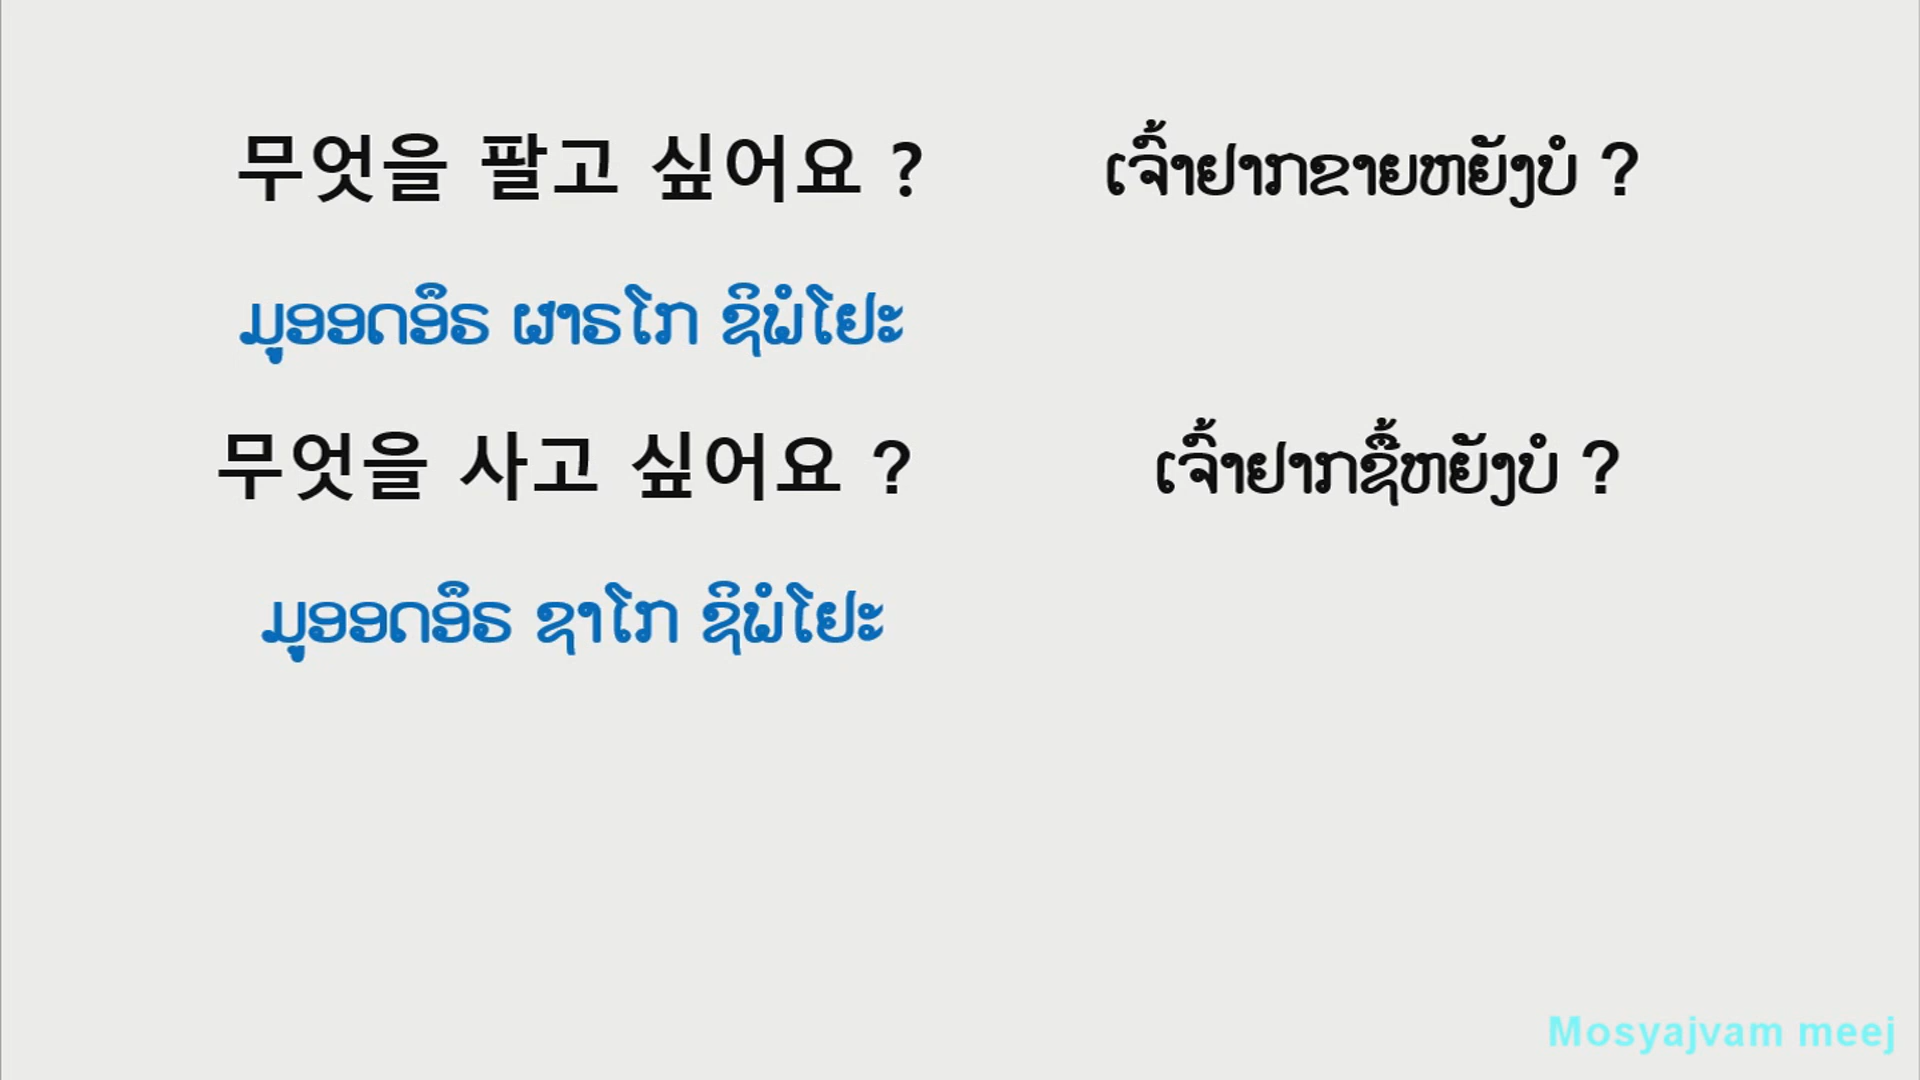 무엇을 팔고 싶어요 ? ເຈົ້າຢາກຂາຍຫຍັງບໍ ?
ມູອອດອຶຣ ຜາຣໂກ ຊິພໍໂຢະ
무엇을 사고 싶어요 ? ເຈົ້າຢາກຊື້ຫຍັງບໍ ?
ມູອອດອຶຣ ຊາໂກ ຊິພໍໂຢະ
Mosyajvam meej